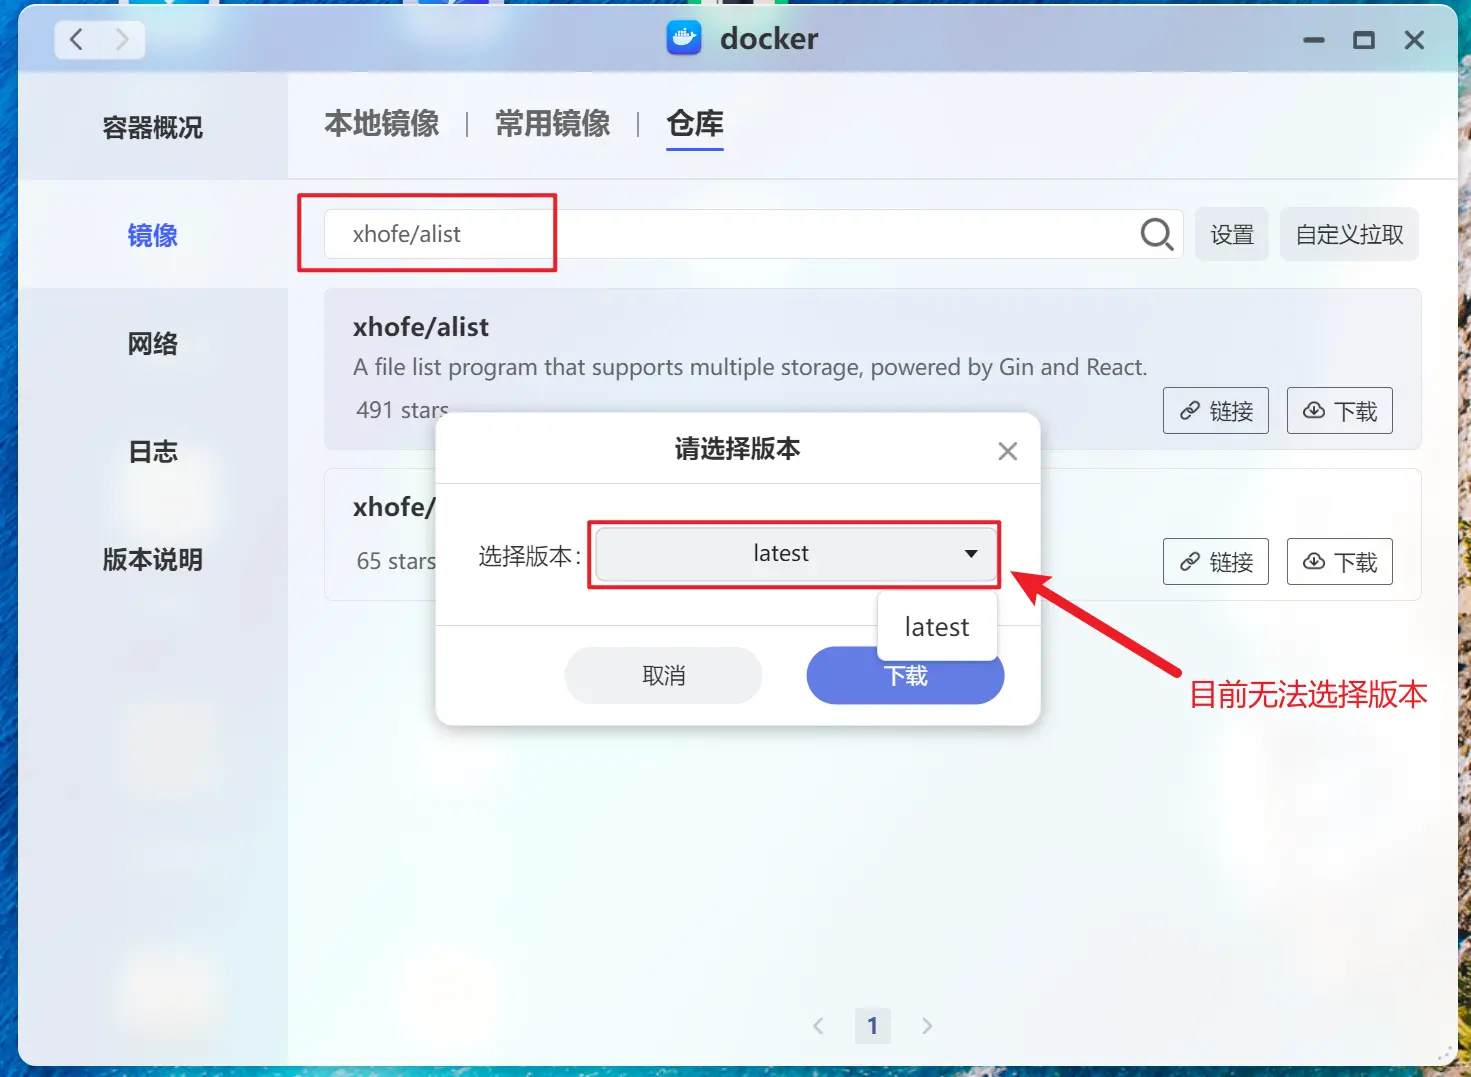 docker
容器概况
镜像
网络
日志
版本说明
本地镜像 | 常用镜像 | 仓库
xhofe/alist
设置
自定义拉取
xhofe/alist
A file list program that supports multiple storage, powered by Gin and React.
491 stars
链接
下载
xhofe/
65 stars
链接
下载
请选择版本
选择版本:
latest
latest
取消
下载
目前无法选择版本
1